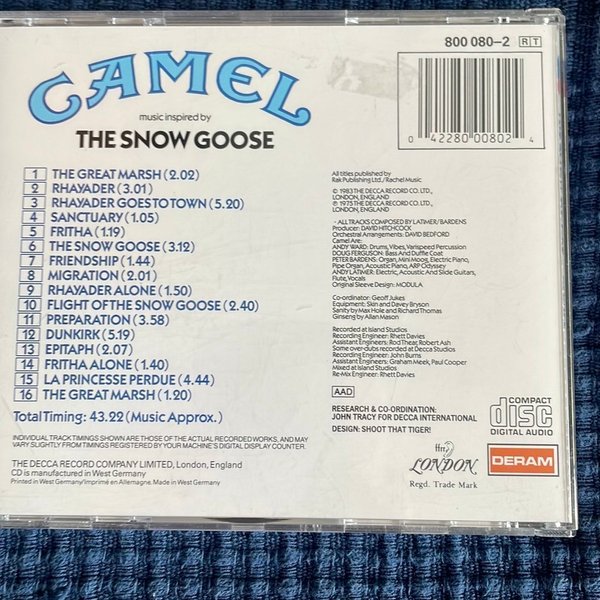 800 080-2 RT
CAMEL
music inspired by
THE SNOW GOOSE
0 42280 00802 4
1 THE GREAT MARSH (2.02)
2 RHAYADER (3.01)
3 RHAYADER GOES TO TOWN (5.20)
4 SANCTUARY (1.05)
5 FRITHA (1.19)
6 THE SNOW GOOSE (3.12)
7 FRIENDSHIP (1.44)
8 MIGRATION (2.01)
9 RHAYADER ALONE (1.50)
10 FLIGHT OF THE SNOW GOOSE (2.40)
11 PREPARATION (3.58)
12 DUNKIRK (5.19)
13 EPITAPH (2.07)
14 FRITHA ALONE (1.40)
15 LA PRINCESSE PERDUE (4.44)
16 THE GREAT MARSH (1.20)
Total Timing: 43.22 (Music Approx.)
INDIVIDUAL TRACK TIMINGS SHOWN ARE THOSE OF THE ACTUAL RECORDED WORKS, AND MAY
VARY SLIGHTLY FROM TIMINGS REGISTERED BY YOUR MACHINE'S DIGITAL DISPLAY COUNTER.
THE DECCA RECORD COMPANY LIMITED, London, England
CD is manufactured in West Germany
Printed in West Germany/Imprimé en Allemagne. Made in West Germany
All titles published by
Rak Publishing Ltd./Rachel Music
℗ 1983 THE DECCA RECORD CO. LTD.,
LONDON, ENGLAND
℗ 1975 THE DECCA RECORD CO. LTD.,
LONDON, ENGLAND
- ALL TRACKS COMPOSED BY LATIMER/BARDENS
Producer: DAVID HITCHCOCK
Orchestral Arrangements: DAVID BEDFORD
Camel Are:
ANDY WARD: Drums, Vibes, Varispeed Percussion
DOUG FERGUSON: Bass And Duffle Coat
PETER BARDENS: Organ, Mini Moog, Electric Piano,
Pipe Organ, Acoustic Piano, ARP Odyssey
ANDY LATIMER: Electric, Acoustic And Slide Guitars,
Flute, Vocals
Original Sleeve Design: MODULA
Co-ordinator: Geoff Jukes
Equipment: Skin and Davey Bryson
Sanity by Max Hole and Richard Thomas
Ginseng by Allan Mason
Recorded at Island Studios
Recording Engineer: Rhett Davies
Assistant Engineers: Rod Thear, Robert Ash
Some over-dubs recorded at Decca Studios
Recording Engineer: John Burns
Assistant Engineers: Graham Meek, Paul Cooper
Mixed at Island Studios
Re-Mix Engineer: Rhett Davies
AAD
RESEARCH & CO-ORDINATION:
JOHN TRACY FOR DECCA INTERNATIONAL
DESIGN: SHOOT THAT TIGER!
COMPACT
disc
DIGITAL AUDIO
ffrr
LONDON
Regd. Trade Mark
DERAM